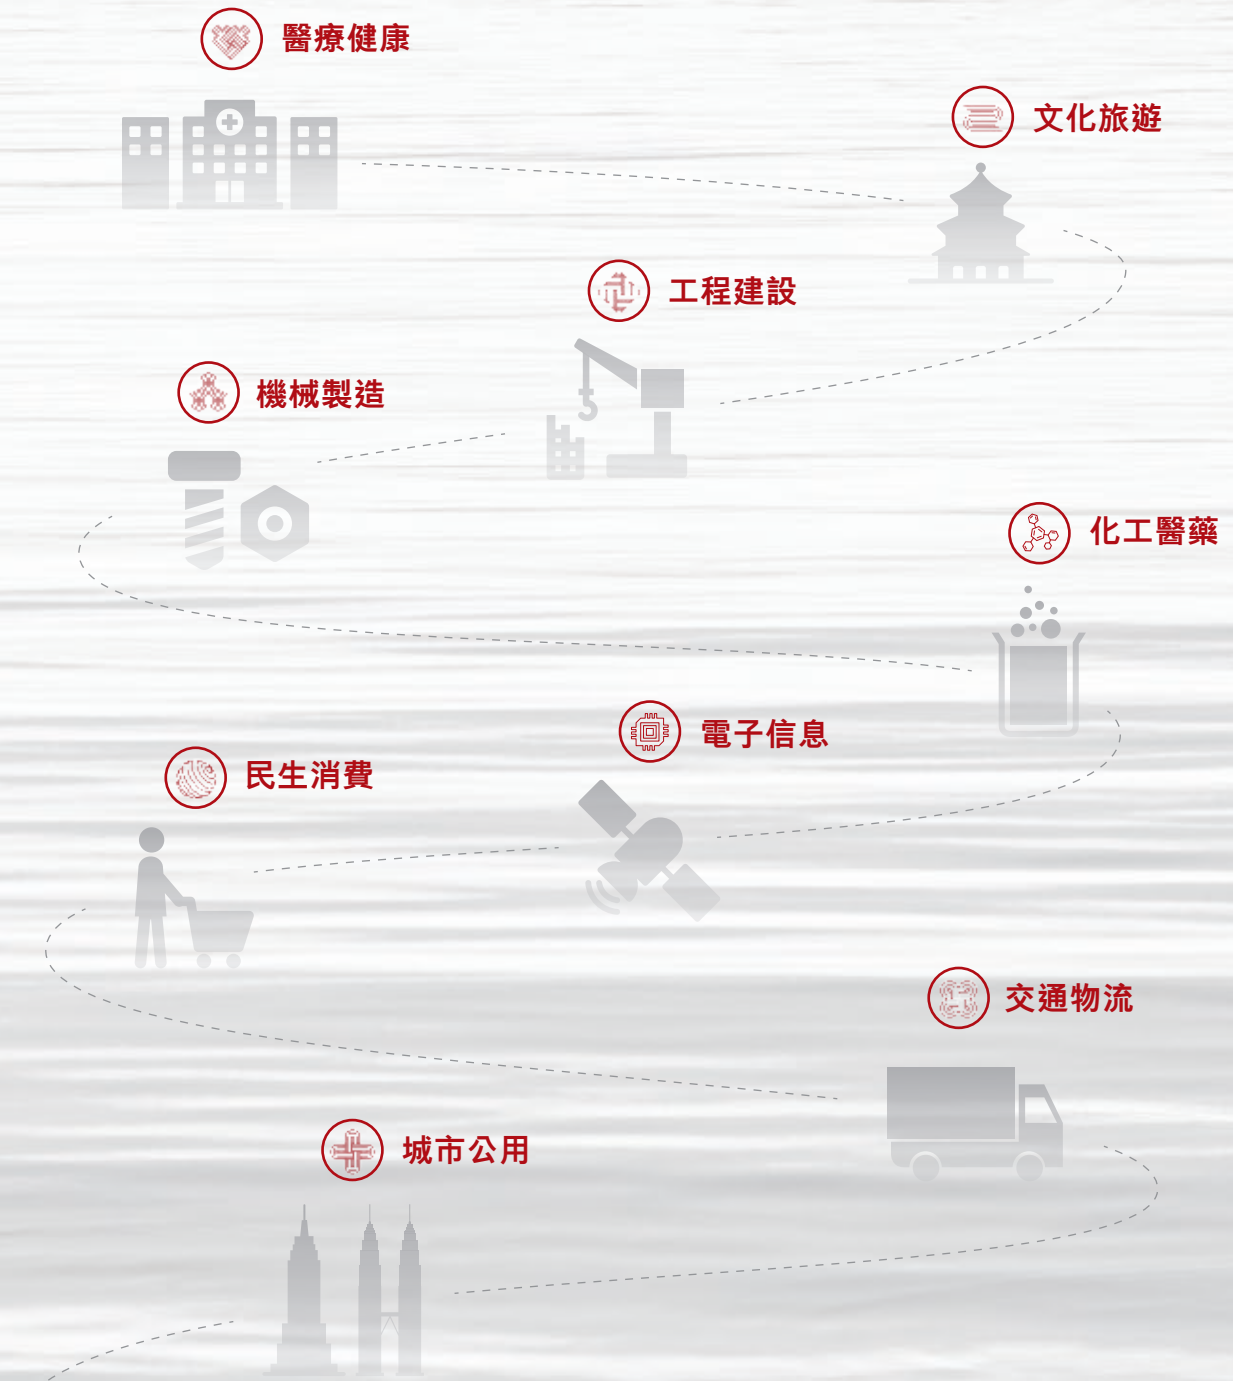 醫療健康
文化旅遊
工程建設
機械製造
化工醫藥
電子信息
民生消費
交通物流
城市公用